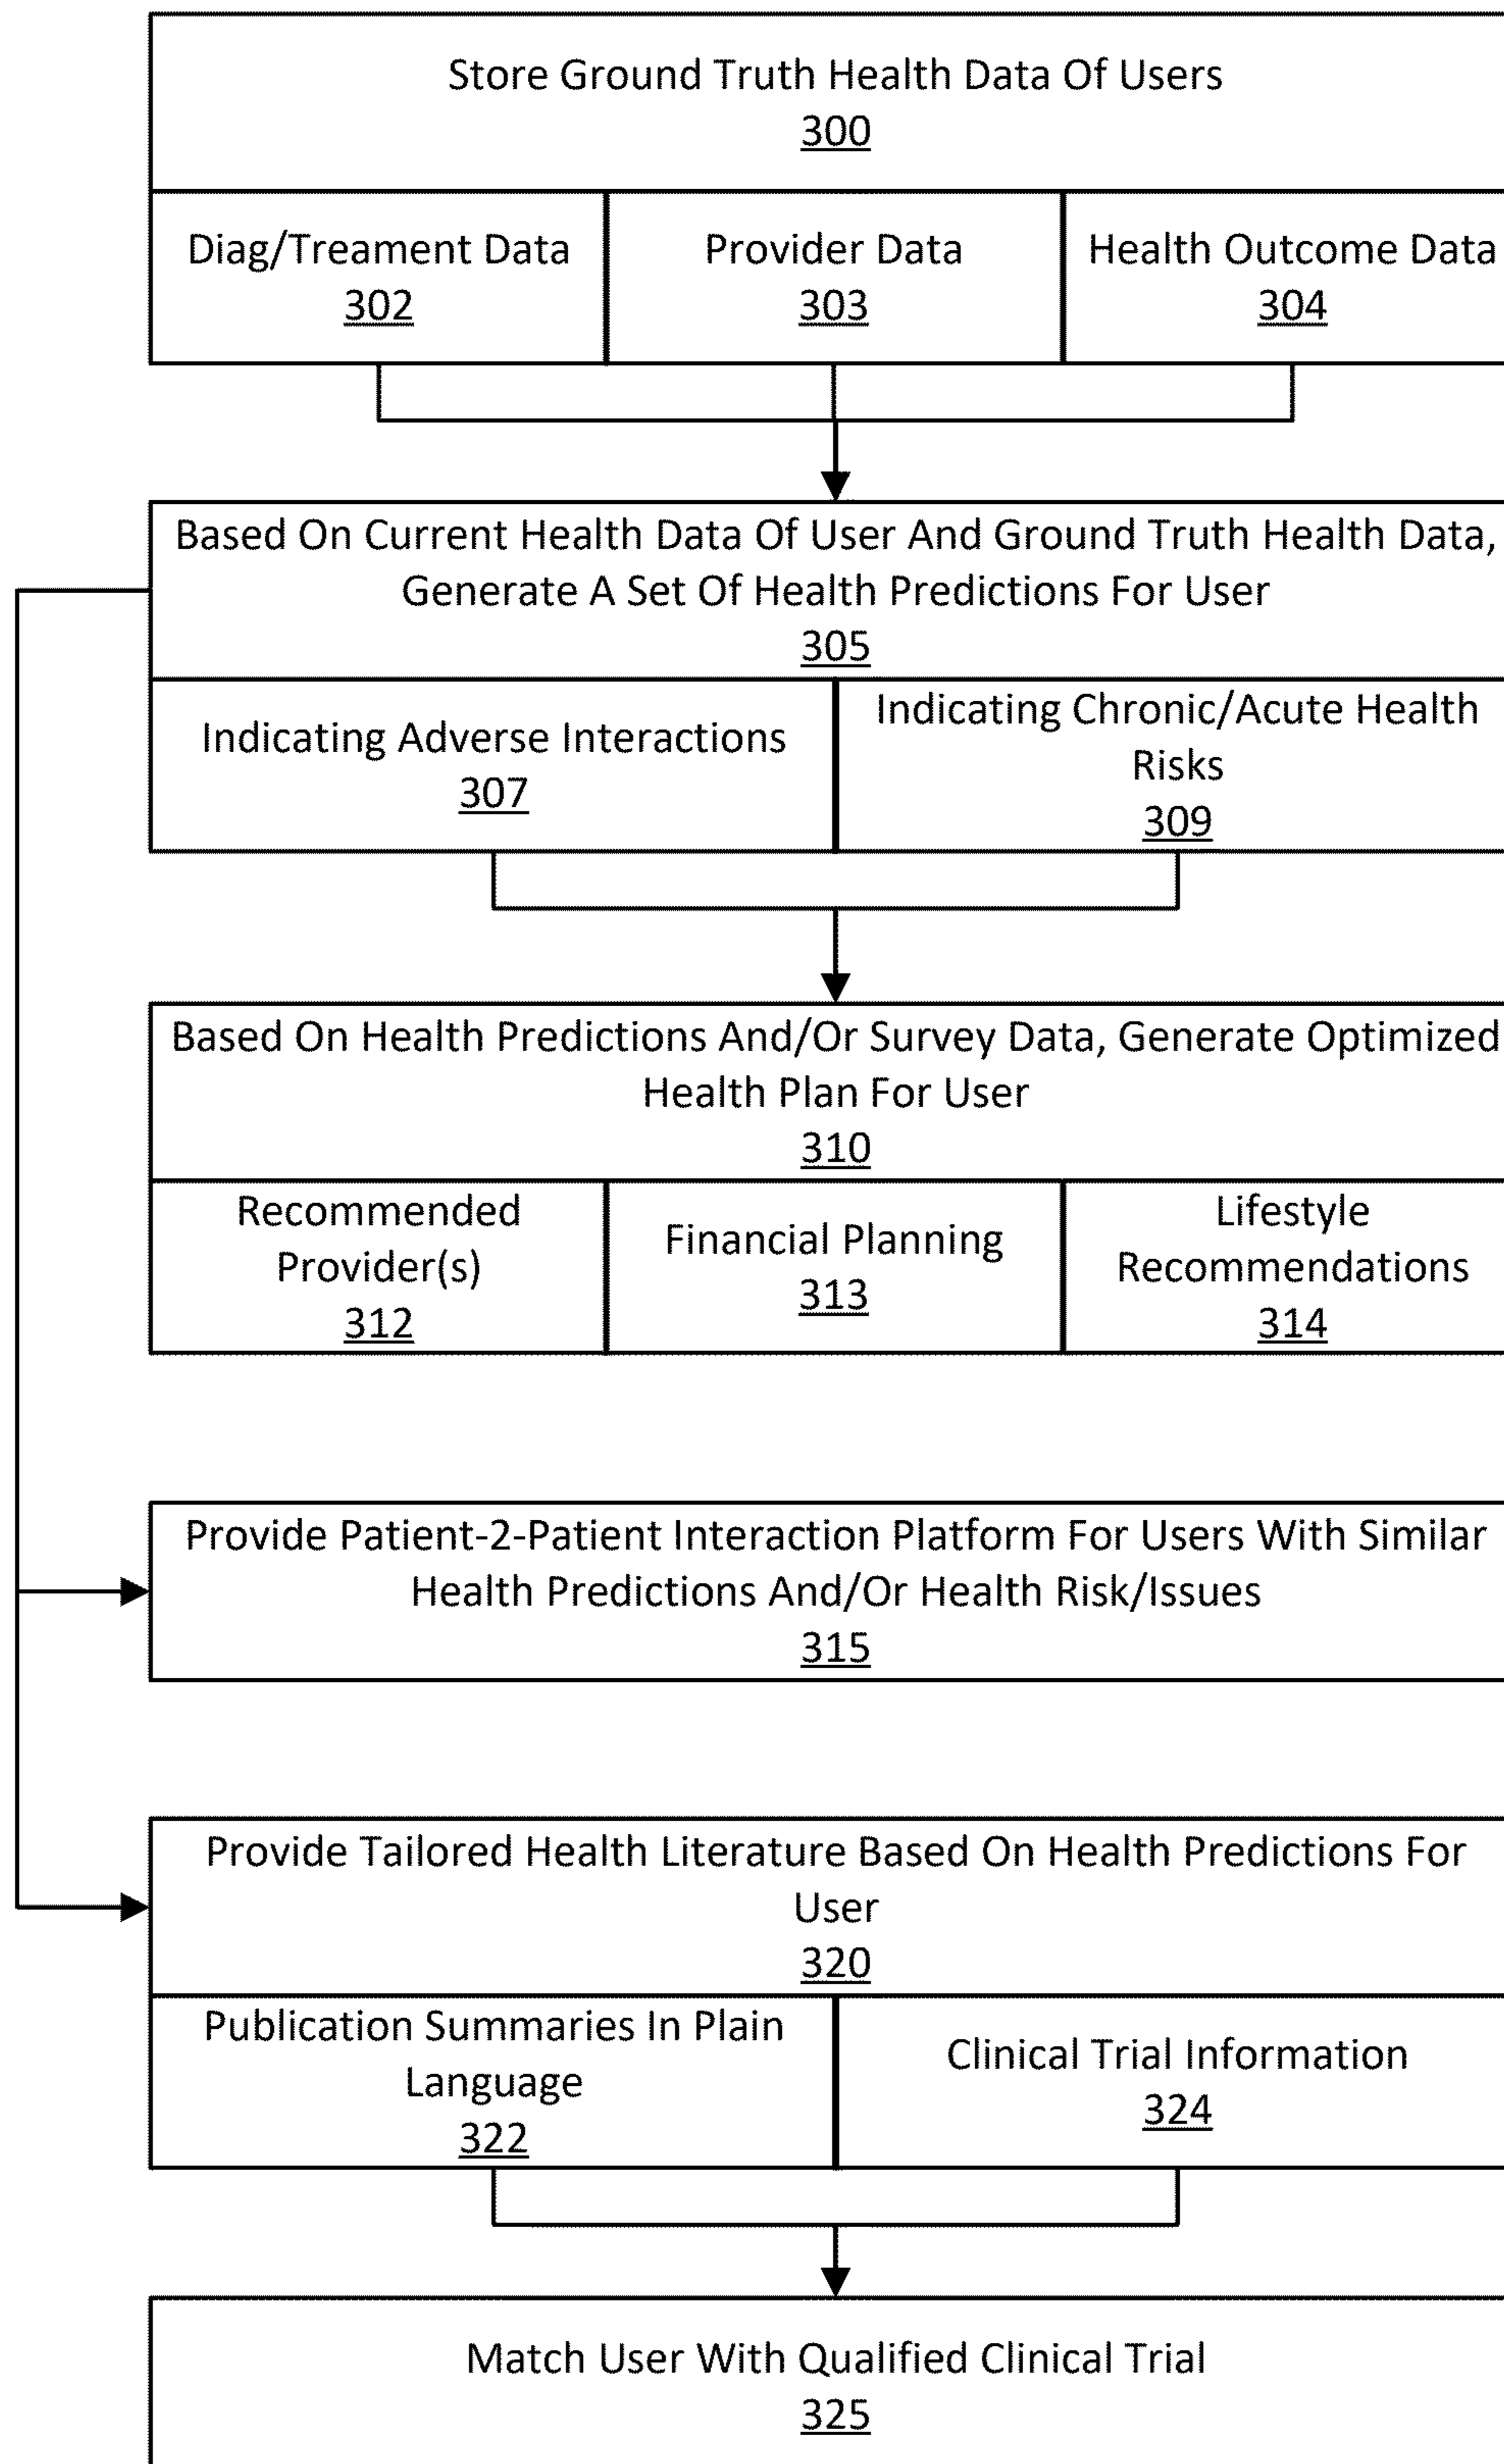 Store Ground Truth Health Data Of Users
300
Diag/Treament Data
302
Provider Data
303
Health Outcome Data
304
Based On Current Health Data Of User And Ground Truth Health Data,
Generate A Set Of Health Predictions For User
305
Indicating Adverse Interactions
307
Indicating Chronic/Acute Health
Risks
309
Based On Health Predictions And/Or Survey Data, Generate Optimized
Health Plan For User
310
Recommended
Provider(s)
312
Financial Planning
313
Lifestyle
Recommendations
314
Provide Patient-2-Patient Interaction Platform For Users With Similar
Health Predictions And/Or Health Risk/Issues
315
Provide Tailored Health Literature Based On Health Predictions For
User
320
Publication Summaries In Plain
Language
322
Clinical Trial Information
324
Match User With Qualified Clinical Trial
325